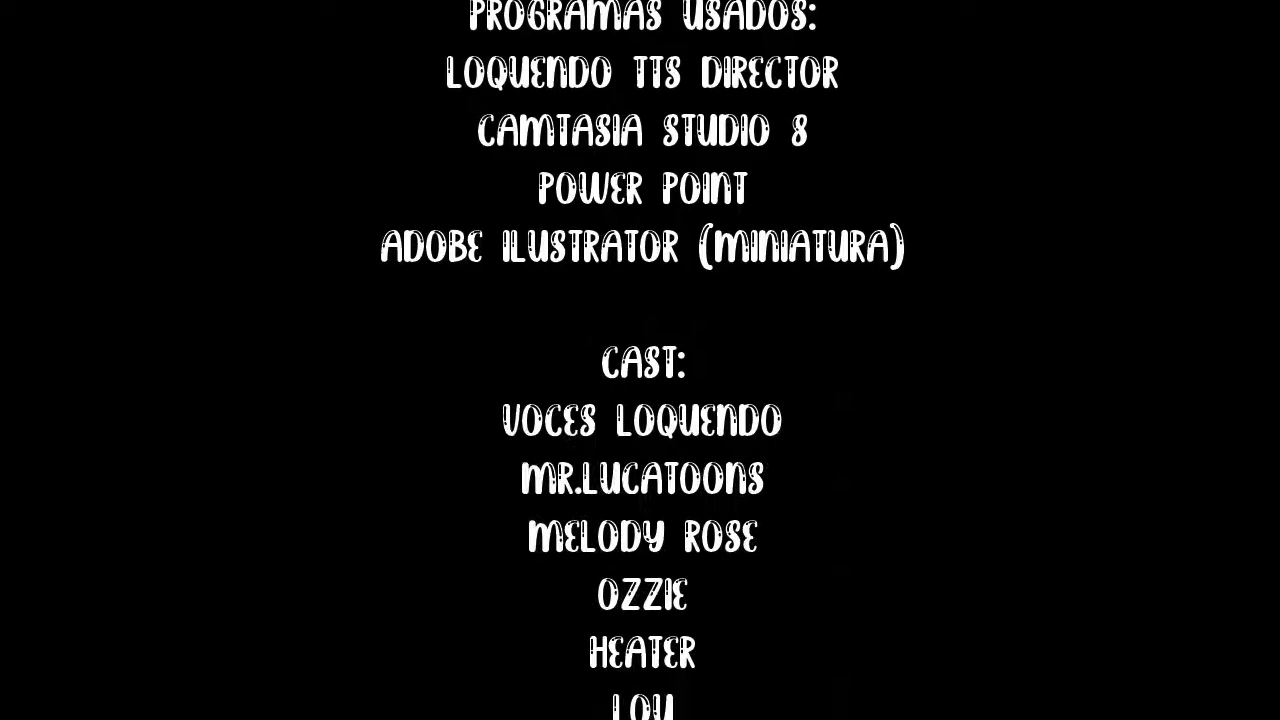 PROGRAMAS USADOS:
LOQUENDO TTS DIRECTOR
CAMTASIA STUDIO 8
POWER POINT
ADOBE ILUSTRATOR (MINIATURA)
CAST:
VOCES LOQUENDO
MR.LUCATOONS
MELODY ROSE
OZZIE
HEATER
LOU